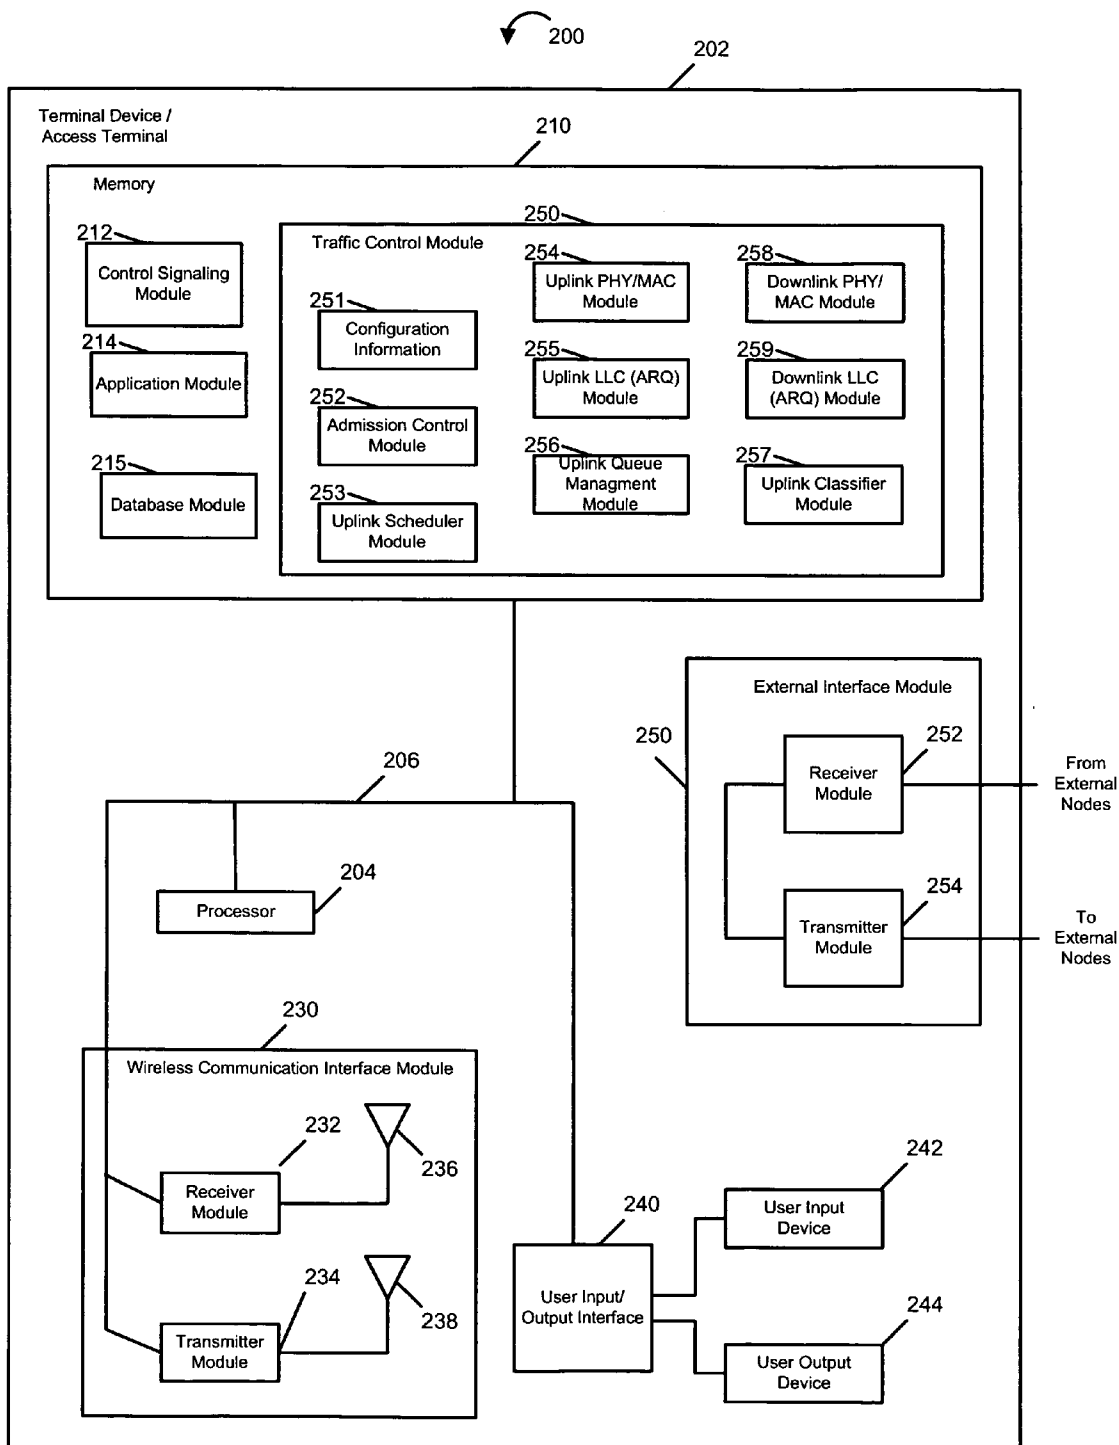 200
202
Terminal Device /
Access Terminal
210
Memory
212
Control Signaling
Module
214
Application Module
215
Database Module
250
Traffic Control Module
251
Configuration
Information
252
Admission Control
Module
253
Uplink Scheduler
Module
254
Uplink PHY/MAC
Module
255
Uplink LLC (ARQ)
Module
256
Uplink Queue
Managment
Module
258
Downlink PHY/
MAC Module
259
Downlink LLC
(ARQ) Module
257
Uplink Classifier
Module
External Interface Module
250
252
Receiver
Module
From
External
Nodes
254
Transmitter
Module
To
External
Nodes
206
204
Processor
230
Wireless Communication Interface Module
232
Receiver
Module
236
234
Transmitter
Module
238
240
User Input/
Output Interface
242
User Input
Device
244
User Output
Device